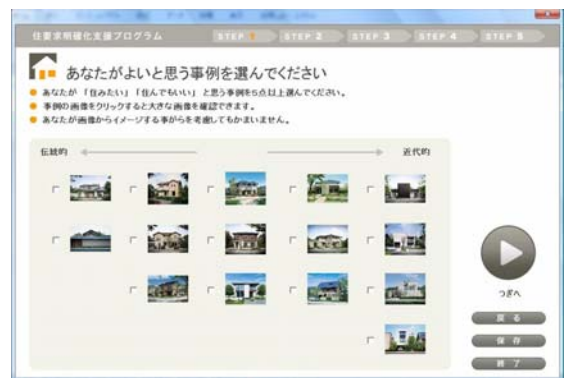 住要求明確化支援プログラム
STEP 1 STEP 2 STEP 3 STEP 4 STEP 5
あなたがよいと思う事例を選んでください
あなたが 「住みたい」 「住んでもいい」 と思う事例を5点以上選んでください。
事例の画像をクリックすると大きな画像を確認できます。
あなたが画像からイメージする事がらを考慮してもかまいません。
伝統的 近代的
つぎへ
戻 る
保 存
終 了